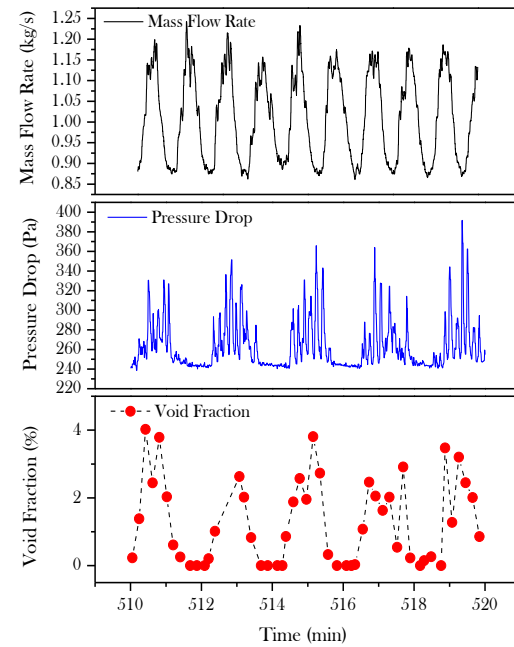 Mass Flow Rate (kg/s)
1.25
1.20
1.15
1.10
1.05
1.00
0.95
0.90
0.85
Mass Flow Rate
Pressure Drop (Pa)
400
380
360
340
320
300
280
260
240
220
Pressure Drop
Void Fraction (%)
4
2
0
Void Fraction
510 512 514 516 518 520
Time (min)